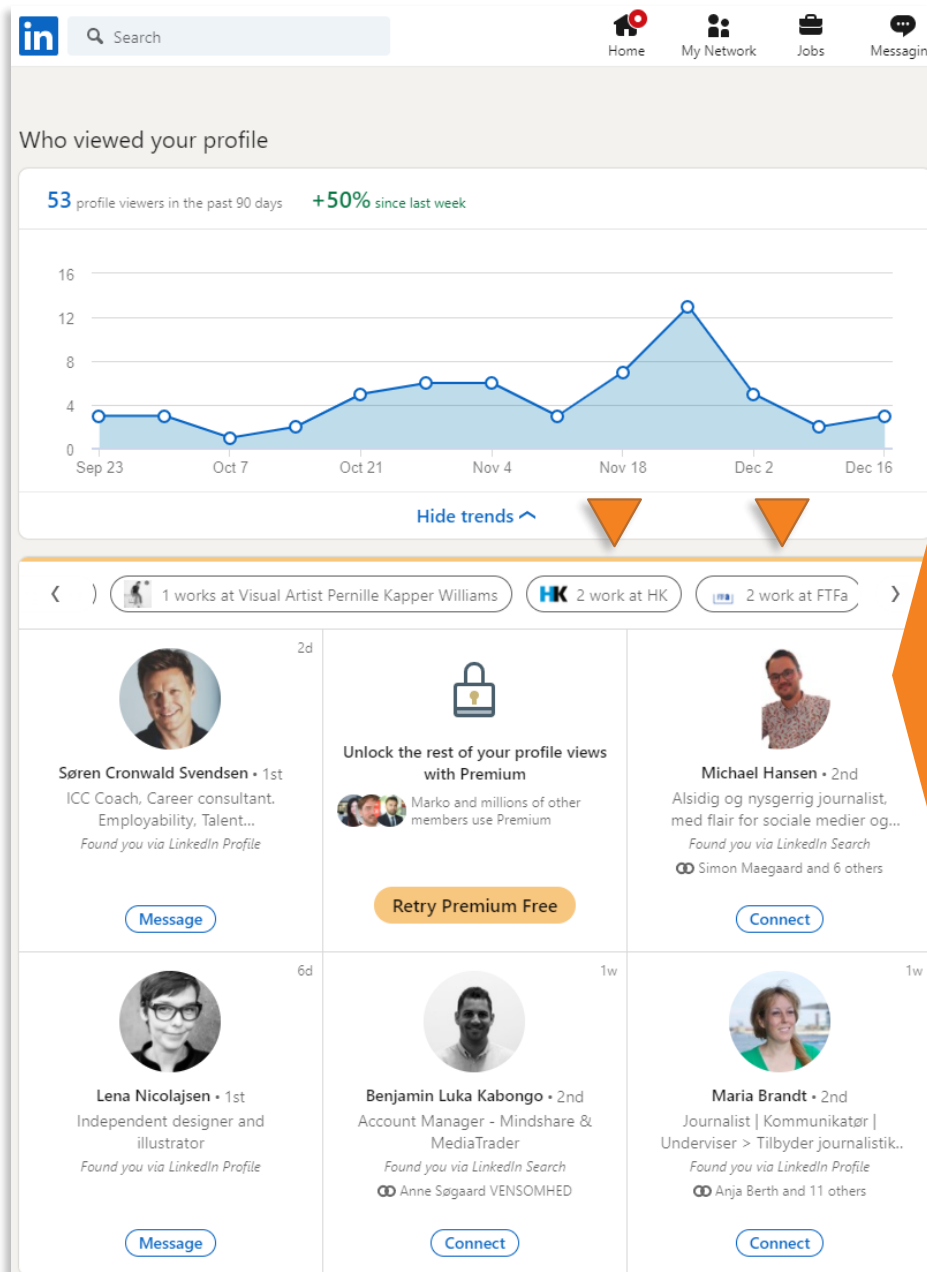 in
Search
Home
My Network
Jobs
Messagin
Who viewed your profile
53 profile viewers in the past 90 days +50% since last week
16
12
8
4
0
Sep 23
Oct 7
Oct 21
Nov 4
Nov 18
Dec 2
Dec 16
Hide trends
1 works at Visual Artist Pernille Kapper Williams
HK 2 work at HK
2 work at FTFa
2d
Søren Cronwald Svendsen • 1st
ICC Coach, Career consultant.
Employability, Talent...
Found you via LinkedIn Profile
Message
Unlock the rest of your profile views
with Premium
Marko and millions of other
members use Premium
Retry Premium Free
Michael Hansen • 2nd
Alsidig og nysgerrig journalist,
med flair for sociale medier og...
Found you via LinkedIn Search
Simon Maegaard and 6 others
Connect
6d
Lena Nicolajsen • 1st
Independent designer and
illustrator
Found you via LinkedIn Profile
Message
1w
Benjamin Luka Kabongo • 2nd
Account Manager - Mindshare &
MediaTrader
Found you via LinkedIn Search
Anne Søgaard VENSOMHED
Connect
1w
Maria Brandt • 2nd
Journalist | Kommunikatør |
Underviser > Tilbyder journalistik..
Found you via LinkedIn Profile
Anja Berth and 11 others
Connect